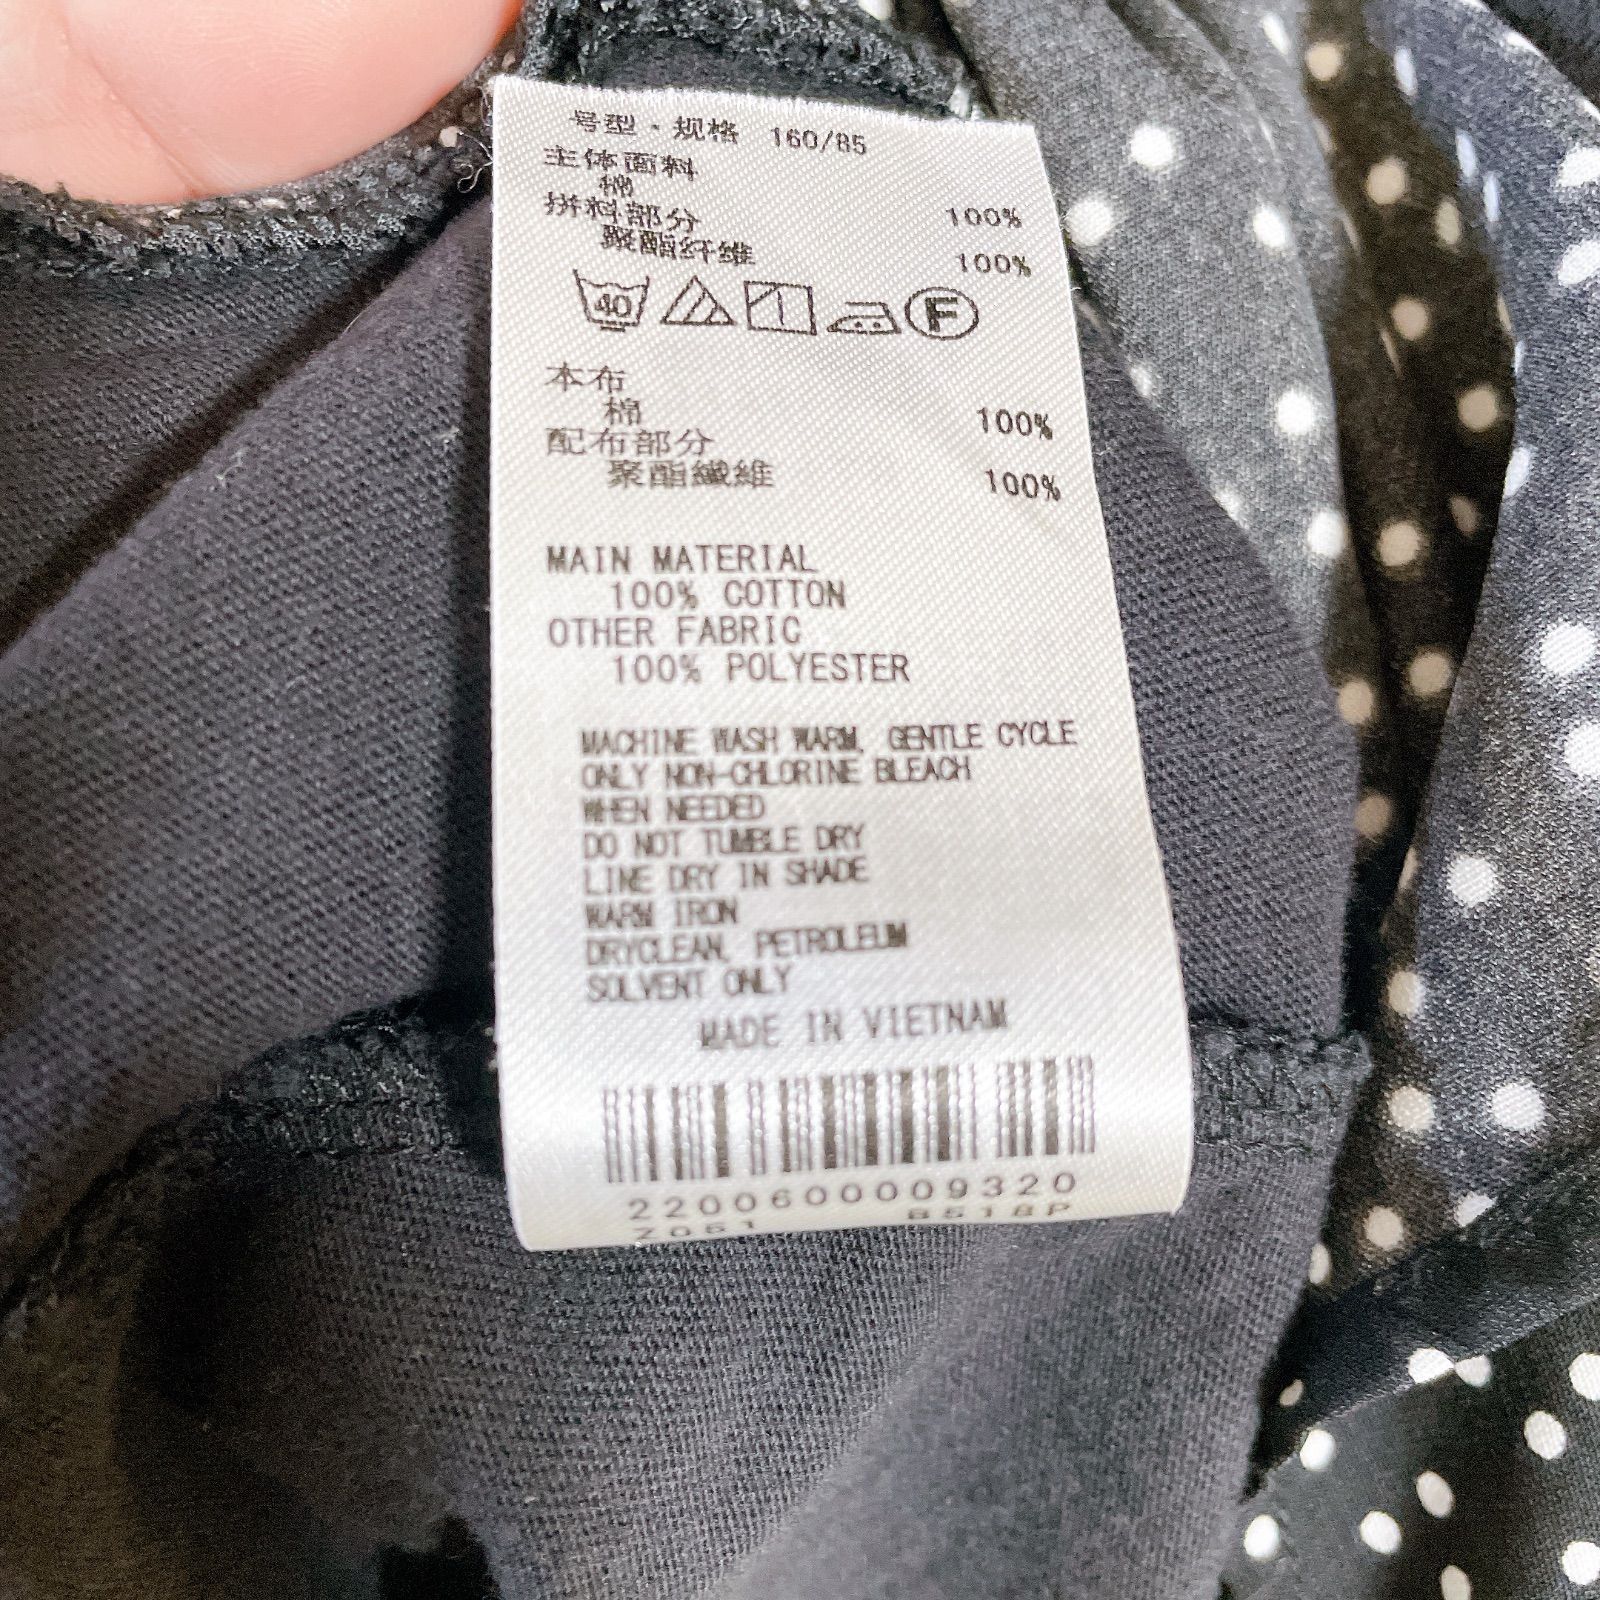 号型・规格 160/85
主体面料
棉 100%
拼料部分
聚酯纤维 100%
40 F
本布
棉 100%
配布部分
聚酯纖維 100%
MAIN MATERIAL
100% COTTON
OTHER FABRIC
100% POLYESTER
MACHINE WASH WARM, GENTLE CYCLE
ONLY NON-CHLORINE BLEACH
WHEN NEEDED
DO NOT TUMBLE DRY
LINE DRY IN SHADE
WARM IRON
DRYCLEAN, PETROLEUM
SOLVENT ONLY
MADE IN VIETNAM
2200600009320
Z051 B518P